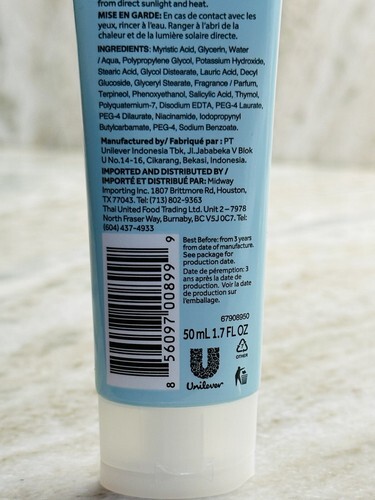 from direct sunlight and heat.
MISE EN GARDE: En cas de contact avec les
yeux, rincer à l'eau. Ranger à l'abri de la
chaleur et de la lumière solaire directe.
INGREDIENTS: Myristic Acid, Glycerin, Water
/ Aqua, Polypropylene Glycol, Potassium Hydroxide,
Stearic Acid, Glycol Distearate, Lauric Acid, Decyl
Glucoside, Glyceryl Stearate, Fragrance / Parfum,
Terpineol, Phenoxyethanol, Salicylic Acid, Thymol,
Polyquaternium-7, Disodium EDTA, PEG-4 Laurate,
PEG-4 Dilaurate, Niacinamide, Iodopropynyl
Butylcarbamate, PEG-4, Sodium Benzoate.
Manufactured by/ Fabriqué par : PT
Unilever Indonesia Tbk, Jl.Jababeka V Blok
U No.14-16, Cikarang, Bekasi, Indonesia.
IMPORTED AND DISTRIBUTED BY /
IMPORTÉ ET DISTRIBUÉ PAR: Midway
Importing Inc. 1807 Brittmore Rd, Houston,
TX 77043. Tel: (713) 802-9363
Thai United Food Trading Ltd. Unit 2 – 7978
North Fraser Way, Burnaby, BC V5J 0C7. Tel:
(604) 437-4933
8 56097 00899 9
Best Before: from 3 years
from date of manufacture.
See package for
production date.
Date de péremption: 3
ans après la date de
production. Voir la date
de production sur
l'emballage.
67908950
50 mL 1.7 FL OZ
7
OTHER
Unilever